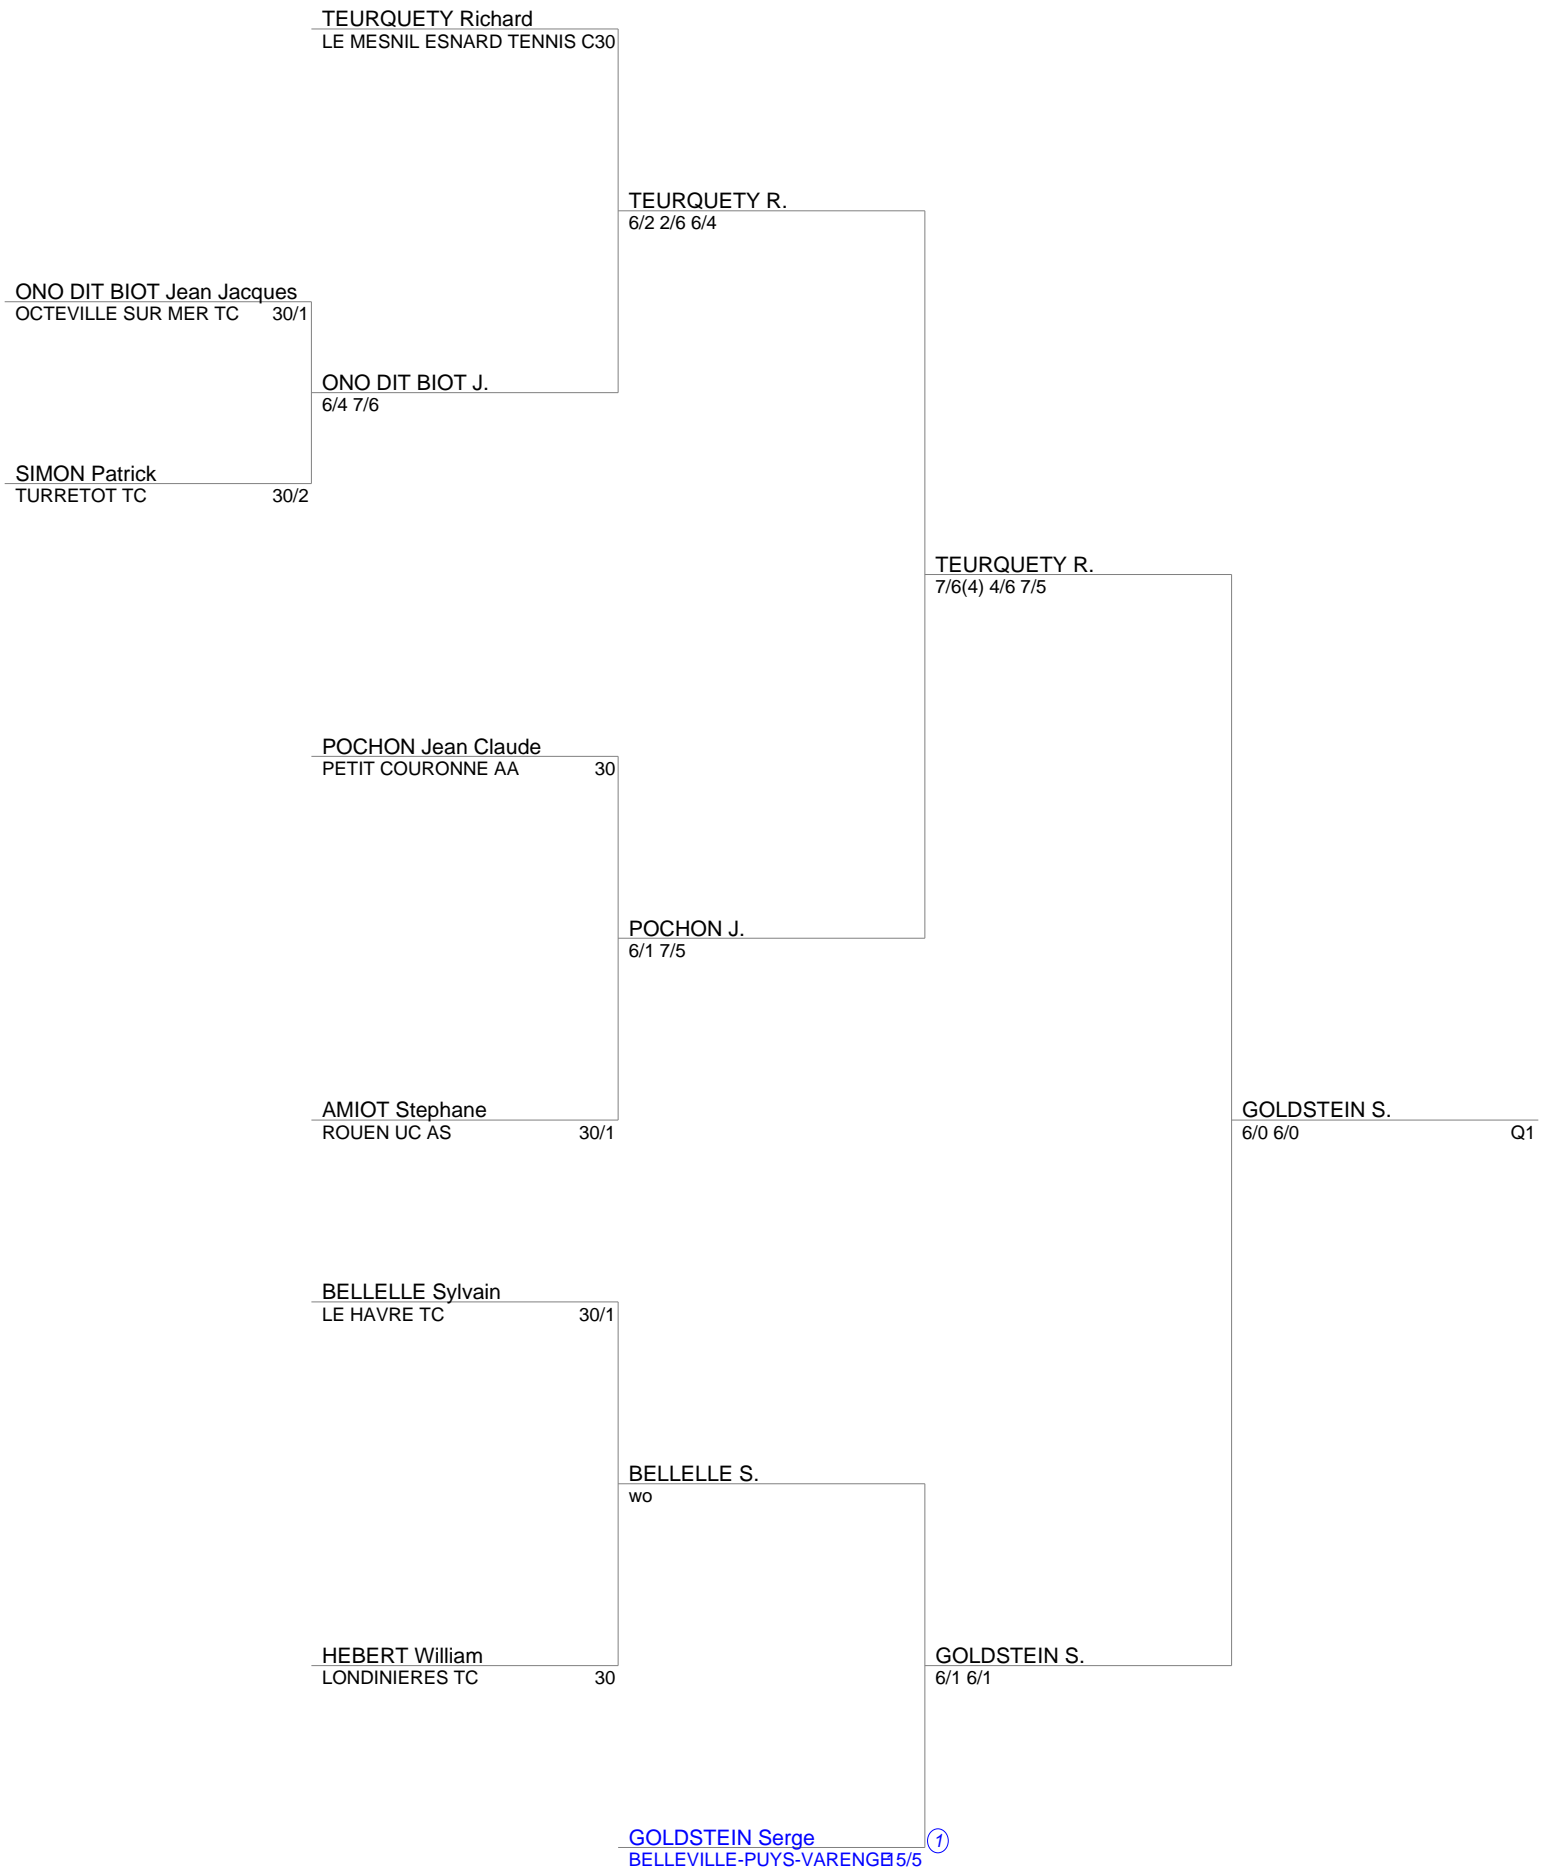 TEURQUETY Richard
LE MESNIL ESNARD TENNIS C30
TEURQUETY R.
6/2 2/6 6/4
ONO DIT BIOT Jean Jacques
OCTEVILLE SUR MER TC 30/1
ONO DIT BIOT J.
6/4 7/6
SIMON Patrick
TURRETOT TC 30/2
TEURQUETY R.
7/6(4) 4/6 7/5
POCHON Jean Claude
PETIT COURONNE AA 30
POCHON J.
6/1 7/5
AMIOT Stephane
ROUEN UC AS 30/1
GOLDSTEIN S.
6/0 6/0 Q1
BELLELLE Sylvain
LE HAVRE TC 30/1
BELLELLE S.
wo
HEBERT William
LONDINIERES TC 30
GOLDSTEIN S.
6/1 6/1
GOLDSTEIN Serge 1
BELLEVILLE-PUYS-VARENGE15/5